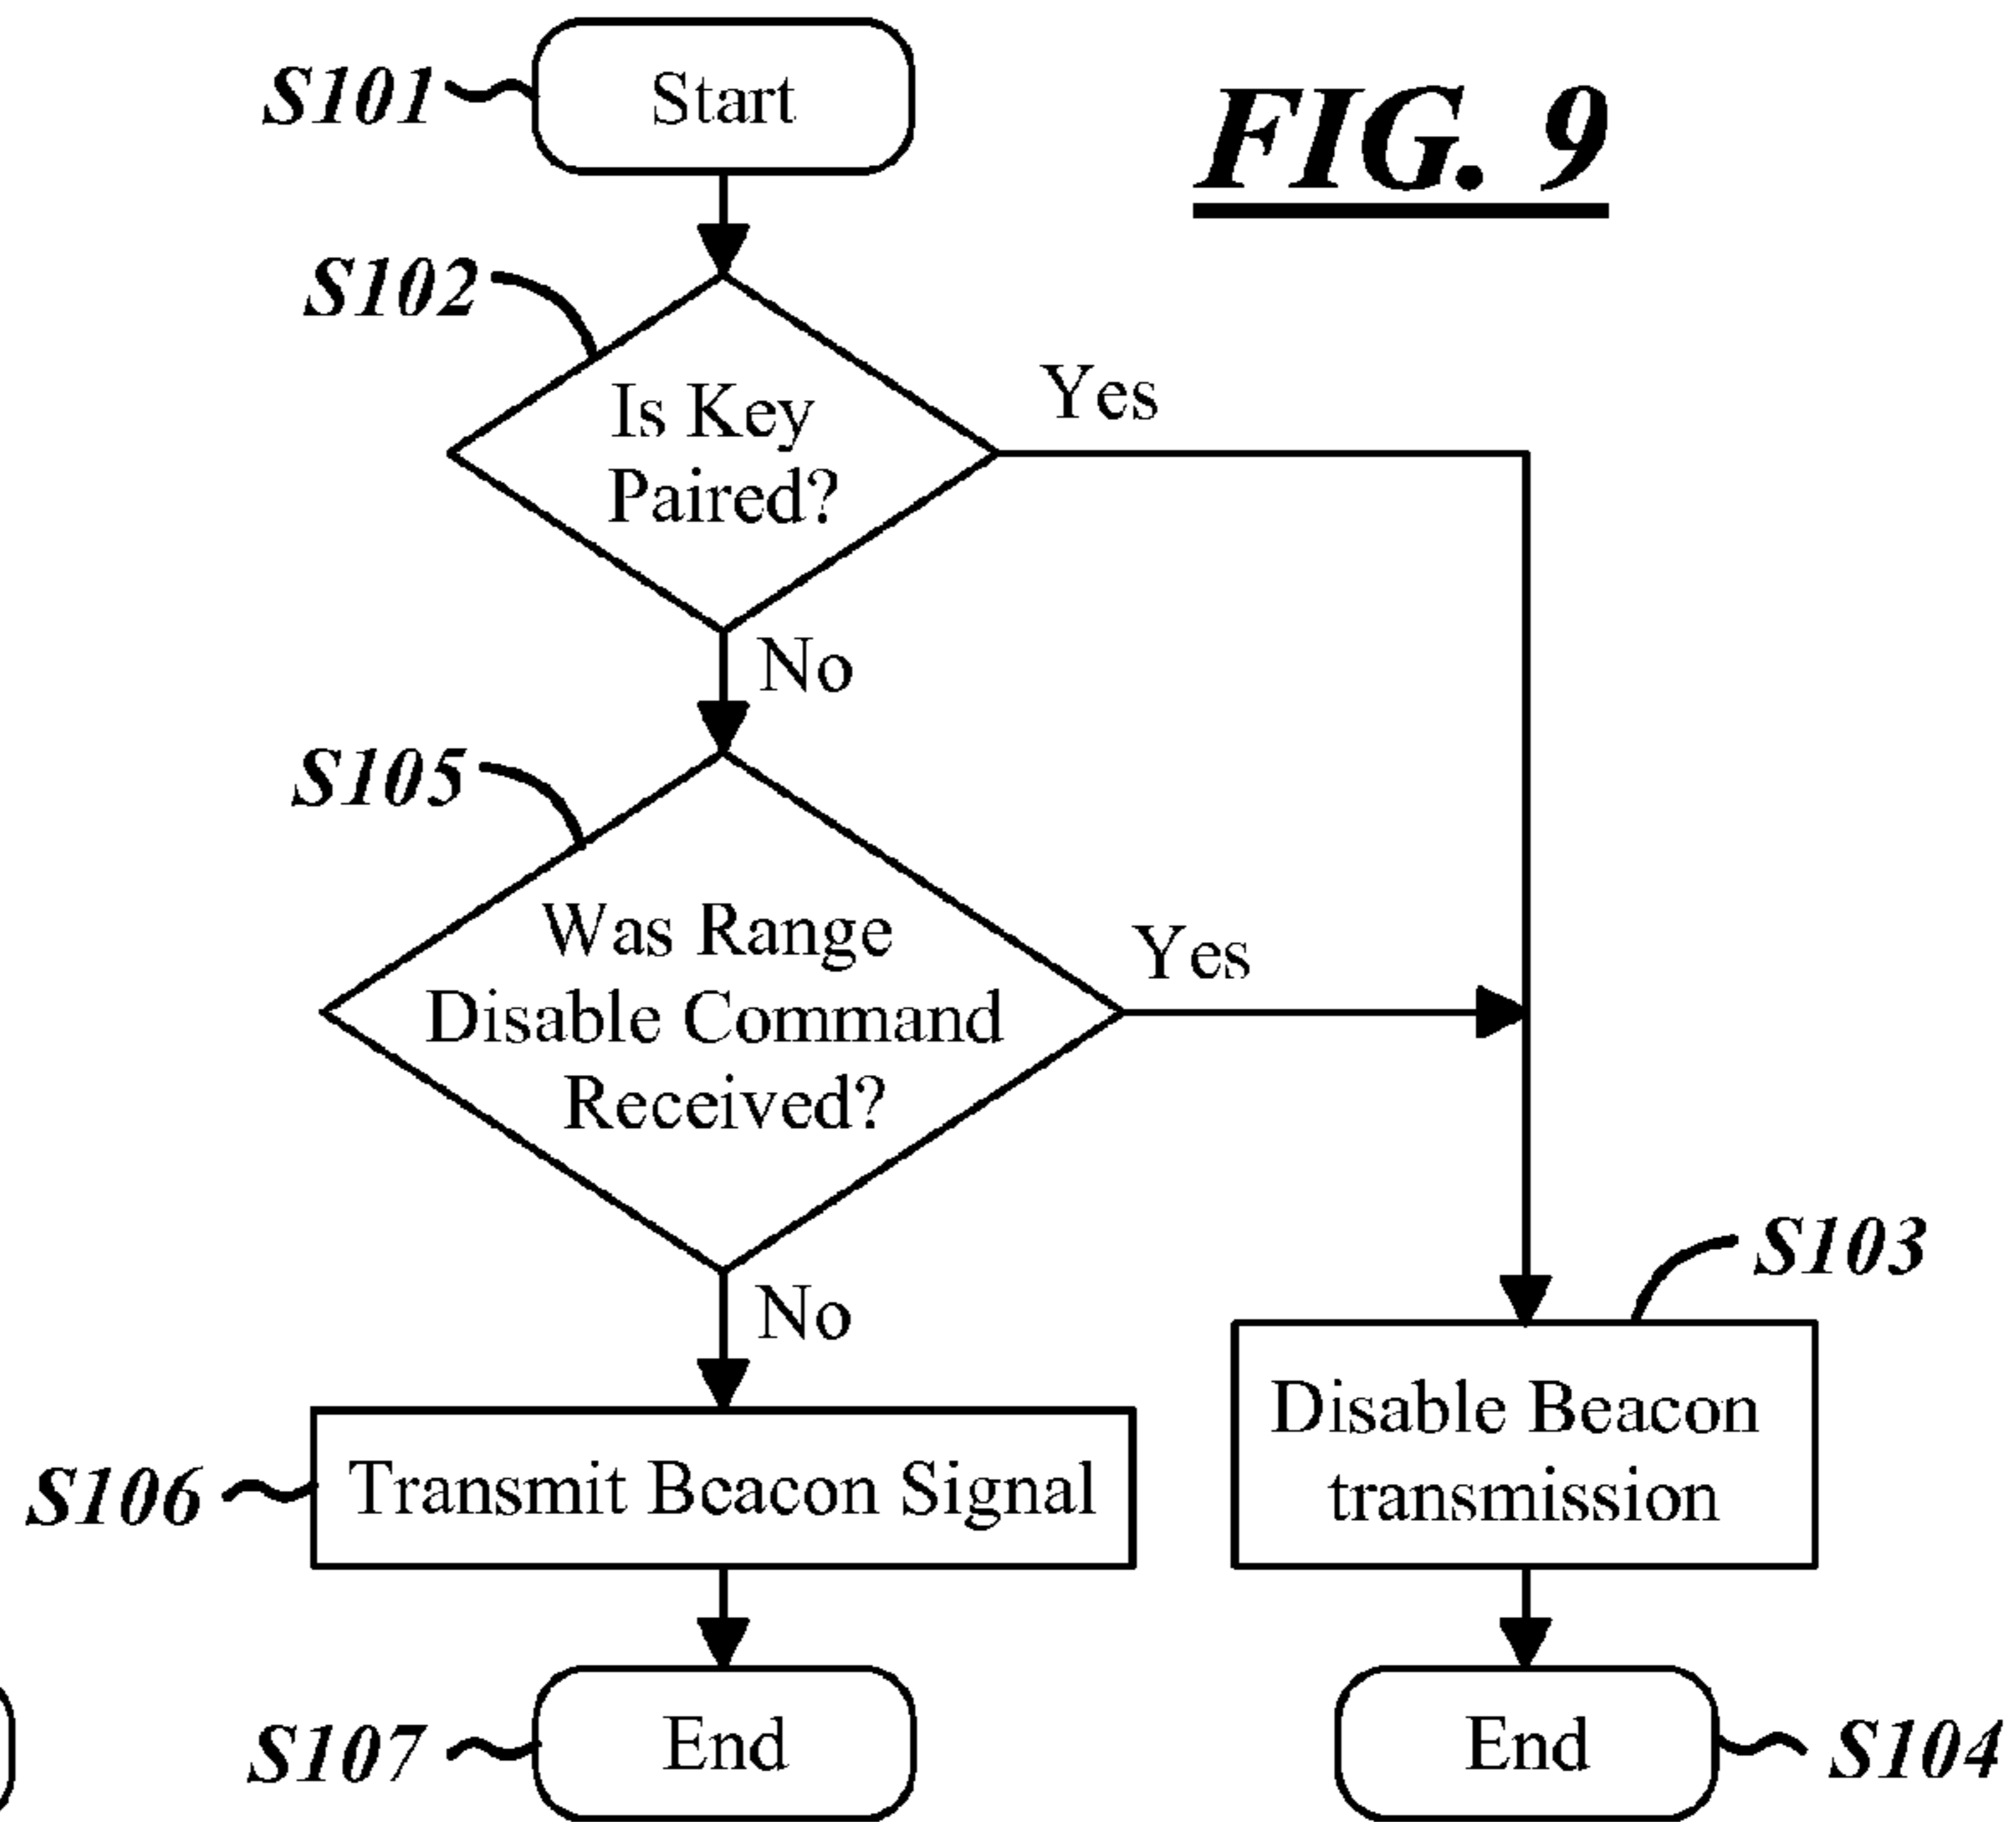 S101
Start
FIG. 9
S102
Is Key
Paired?
Yes
No
S105
Was Range
Disable Command
Received?
Yes
No
S103
Disable Beacon
transmission
S106
Transmit Beacon Signal
S107
End
End
S104